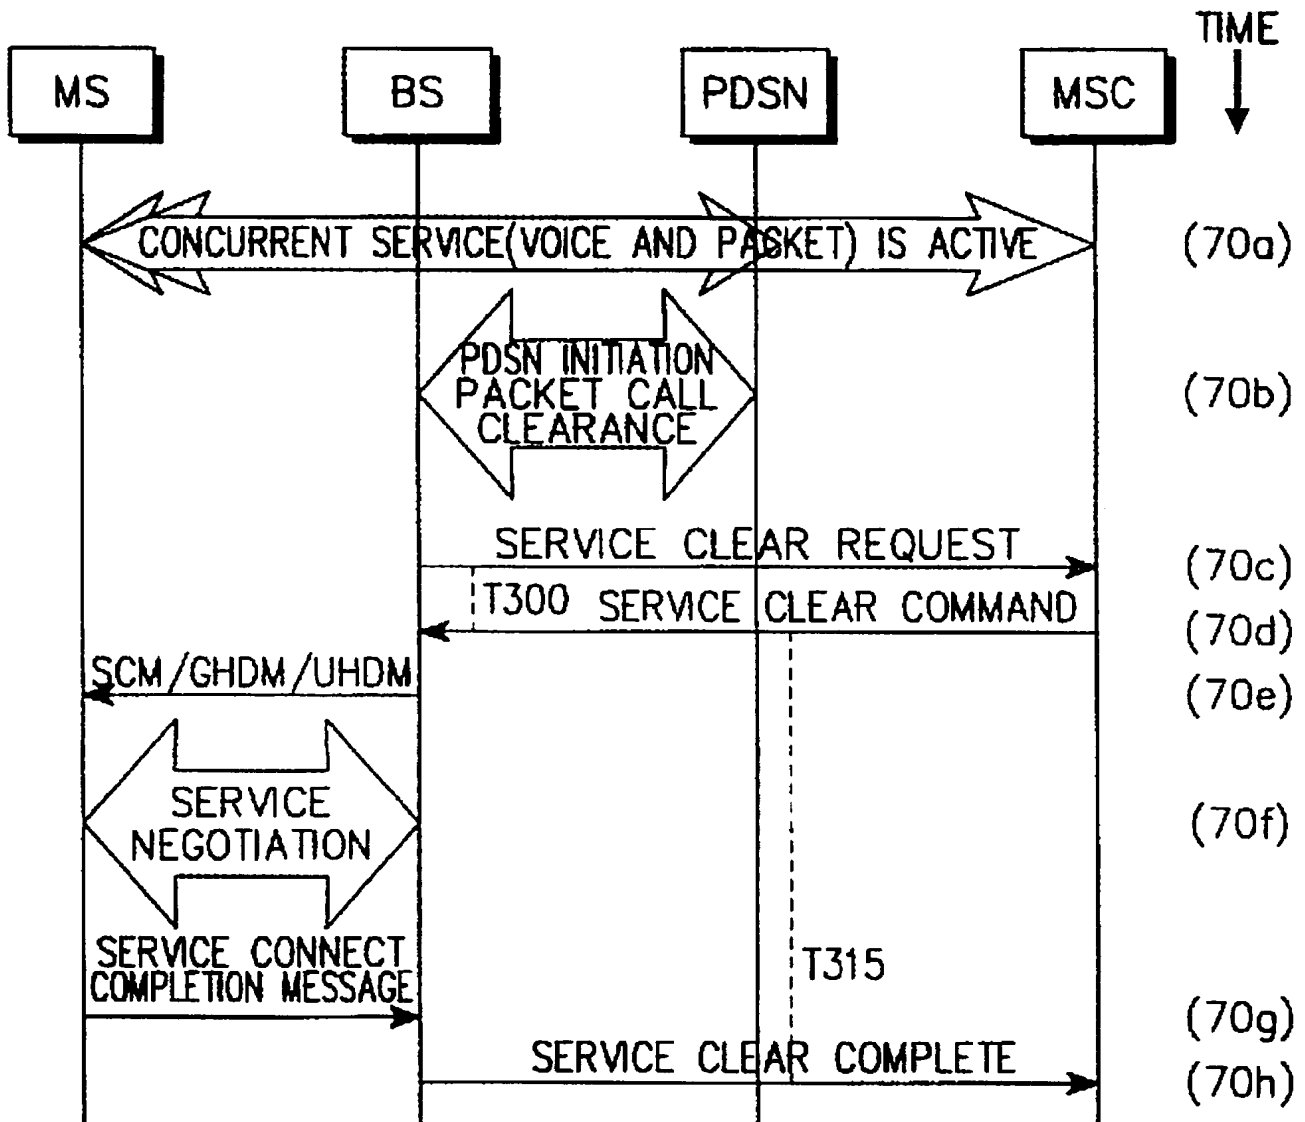 TIME
MS BS PDSN MSC
CONCURRENT SERVICE(VOICE AND PACKET) IS ACTIVE (70a)
PDSN INITIATION
PACKET CALL (70b)
CLEARANCE
SERVICE CLEAR REQUEST (70c)
T300 SERVICE CLEAR COMMAND (70d)
SCM/GHDM/UHDM (70e)
SERVICE (70f)
NEGOTIATION
SERVICE CONNECT
COMPLETION MESSAGE
T315
(70g)
SERVICE CLEAR COMPLETE (70h)